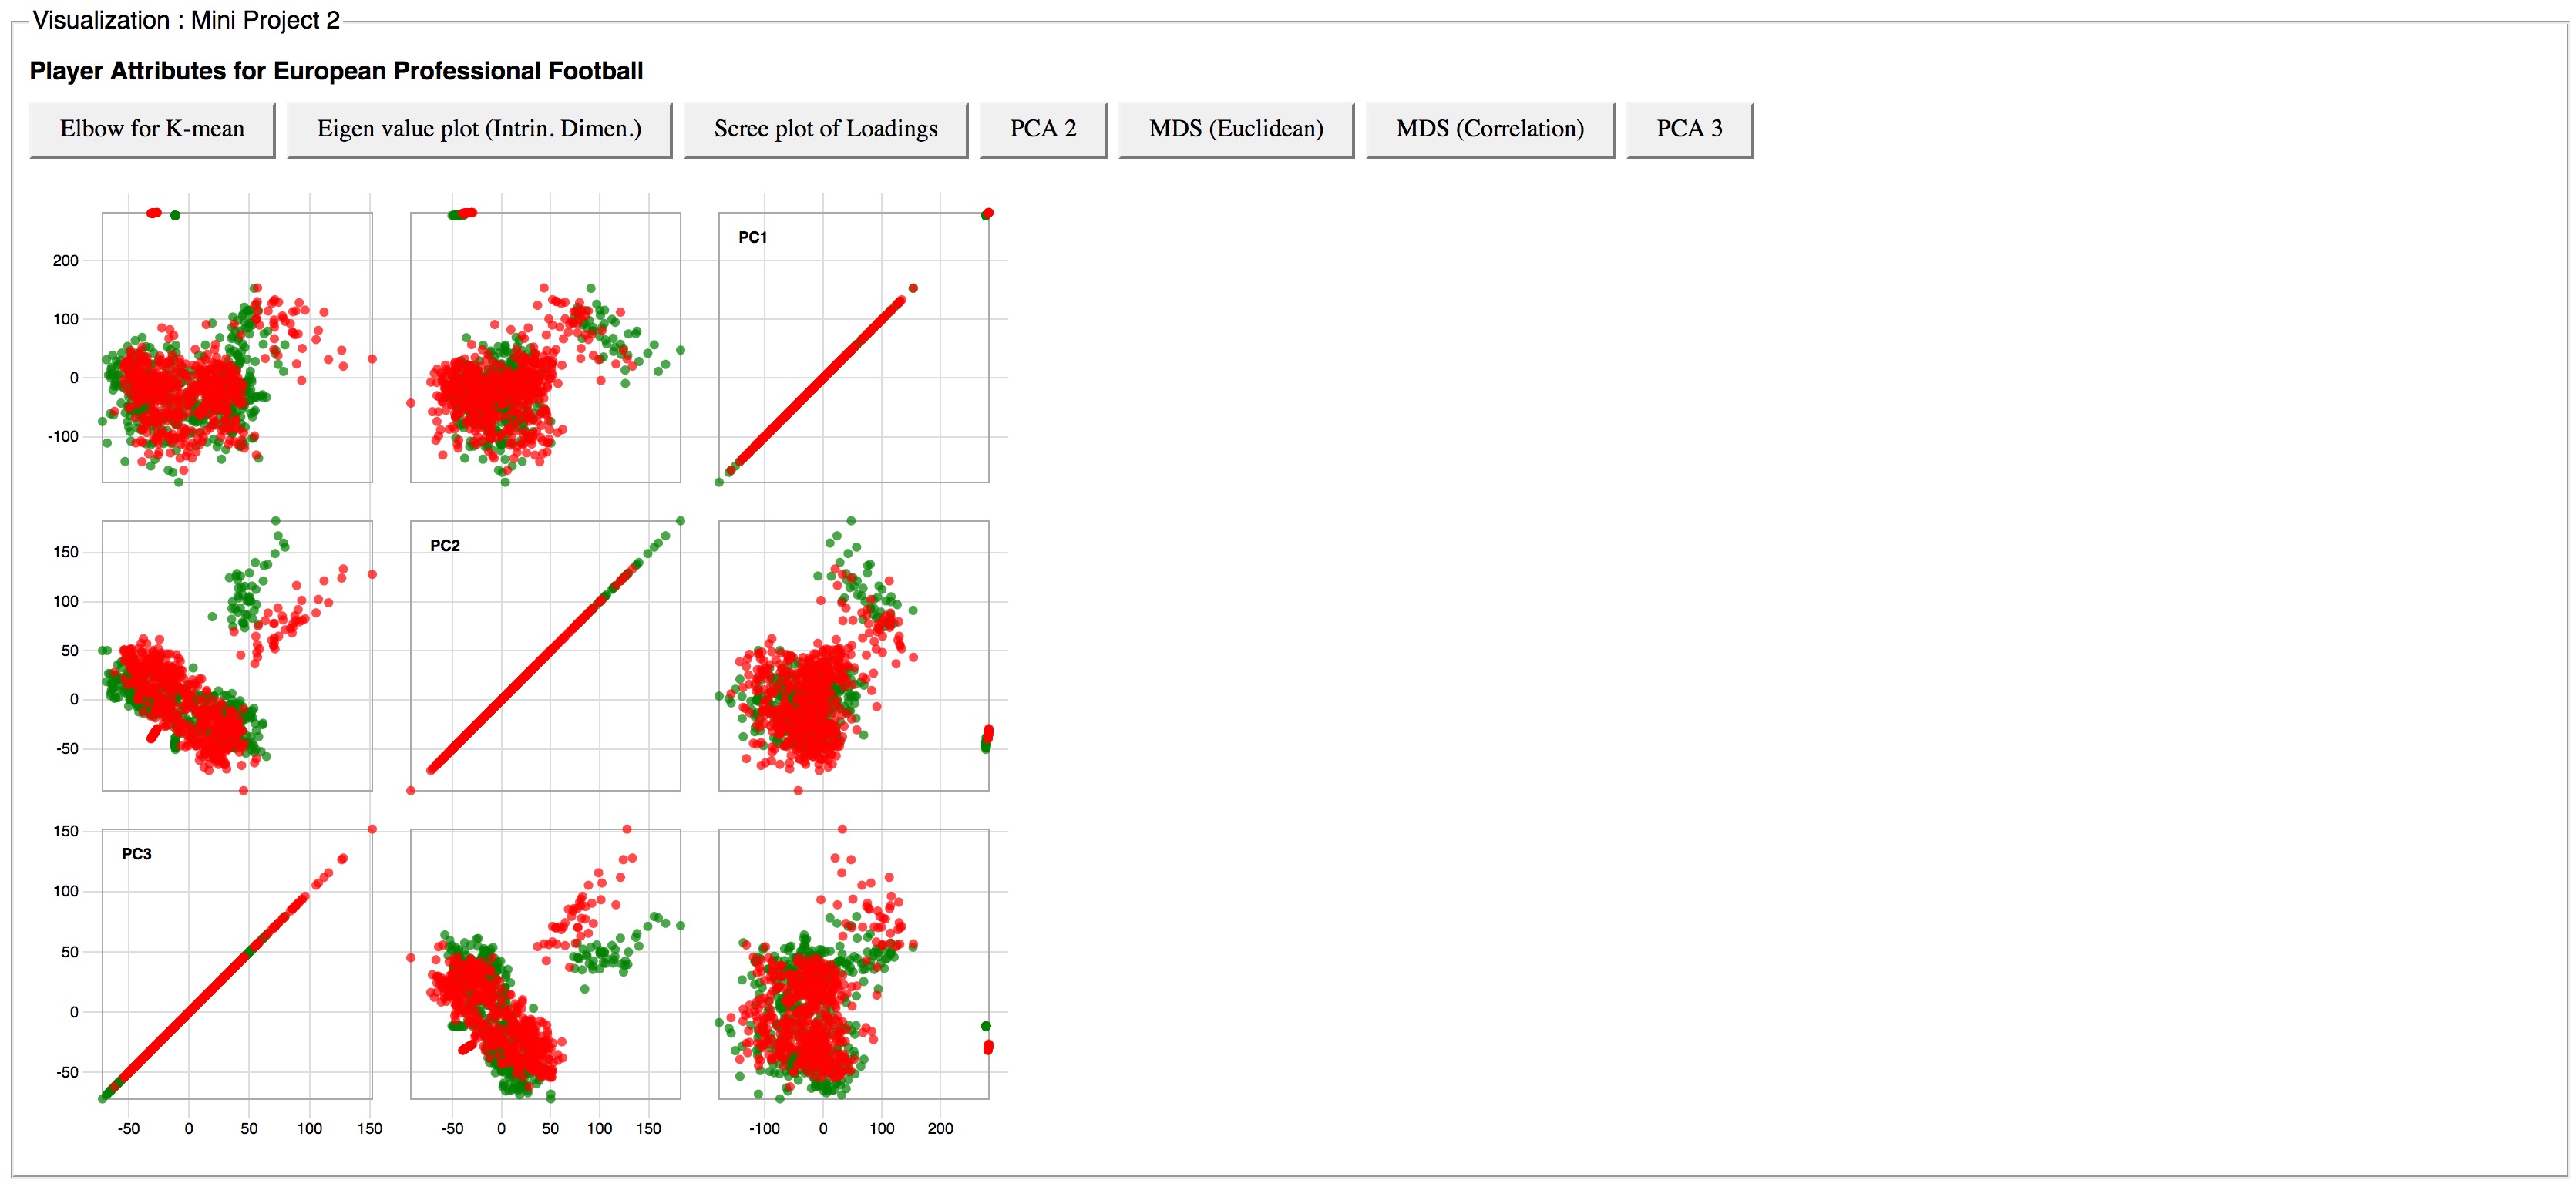 Visualization : Mini Project 2
Player Attributes for European Professional Football
Elbow for K-mean Eigen value plot (Intrin. Dimen.) Scree plot of Loadings PCA 2 MDS (Euclidean) MDS (Correlation) PCA 3
PC1
200
100
0
-100
PC2
150
100
50
0
-50
150
PC3
100
50
0
-50
-50 0 50 100 150 -50 0 50 100 150 -100 0 100 200